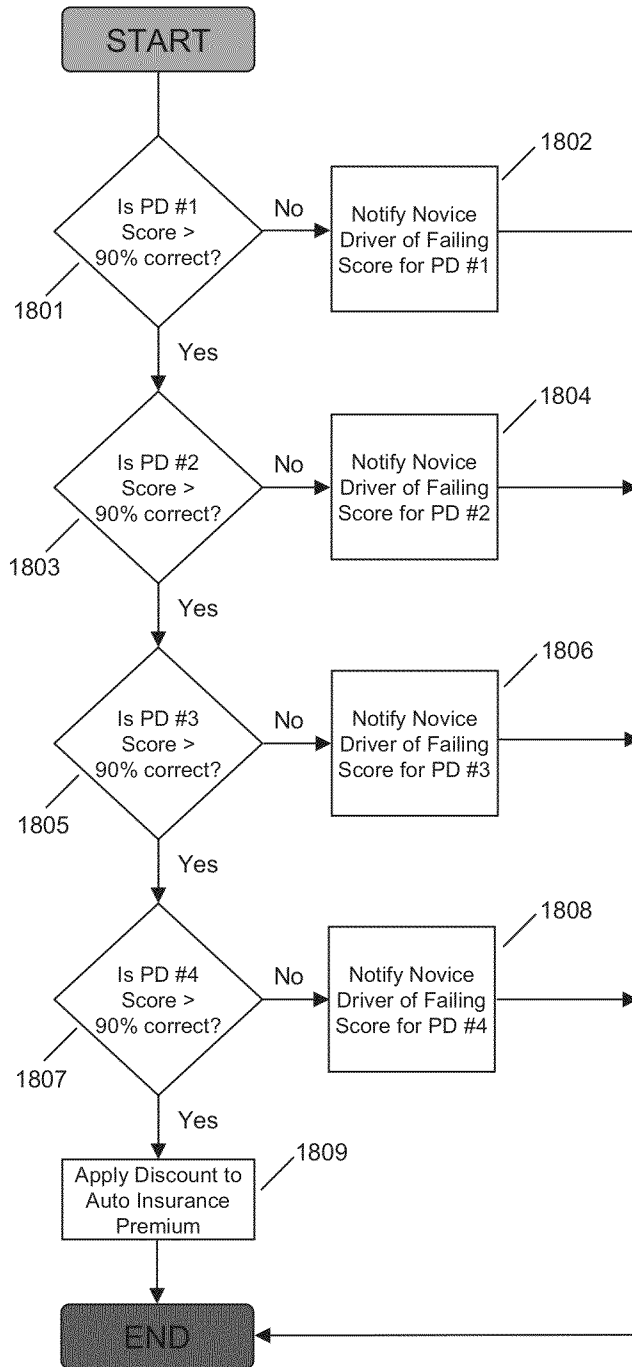 START
Is PD #1
Score >
90% correct?
1801
No
Notify Novice
Driver of Failing
Score for PD #1
1802
Yes
Is PD #2
Score >
90% correct?
1803
No
Notify Novice
Driver of Failing
Score for PD #2
1804
Yes
Is PD #3
Score >
90% correct?
1805
No
Notify Novice
Driver of Failing
Score for PD #3
1806
Yes
Is PD #4
Score >
90% correct?
1807
No
Notify Novice
Driver of Failing
Score for PD #4
1808
Yes
Apply Discount to
Auto Insurance
Premium
1809
END